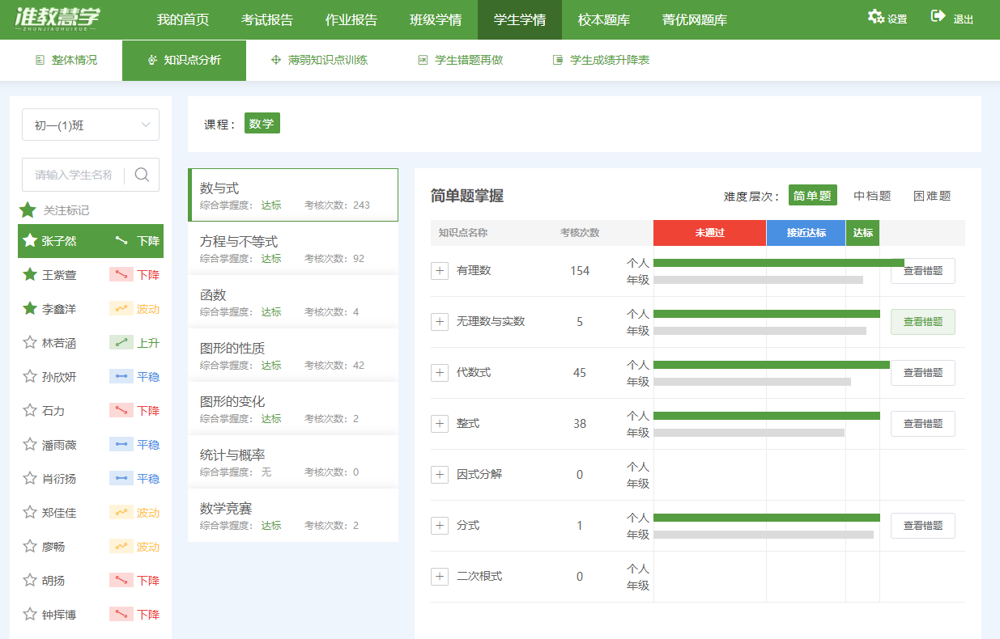 准教慧学
ZHUNJIAOHUIXUE
我的首页 考试报告 作业报告 班级学情 学生学情 校本题库 菁优网题库 设置 退出
整体情况 知识点分析 薄弱知识点训练 学生错题再做 学生成绩升降表
初一(1)班
请输入学生名称
关注标记
张子然 下降
王紫萱 下降
李鑫洋 波动
林若涵 上升
孙欣妍 平稳
石力 下降
潘雨薇 平稳
肖衍扬 平稳
郑佳佳 波动
廖畅 波动
胡扬 下降
钟挥博 下降
课程： 数学
数与式
综合掌握度： 达标 考核次数：243
方程与不等式
综合掌握度： 达标 考核次数：92
函数
综合掌握度： 达标 考核次数：4
图形的性质
综合掌握度： 达标 考核次数：42
图形的变化
综合掌握度： 达标 考核次数：2
统计与概率
综合掌握度： 无 考核次数：0
数学竞赛
综合掌握度： 达标 考核次数：2
简单题掌握 难度层次： 简单题 中档题 困难题
知识点名称 考核次数 未通过 接近达标 达标
有理数 154 个人 年级 查看错题
无理数与实数 5 个人 年级 查看错题
代数式 45 个人 年级 查看错题
整式 38 个人 年级 查看错题
因式分解 0 个人 年级
分式 1 个人 年级 查看错题
二次根式 0 个人 年级